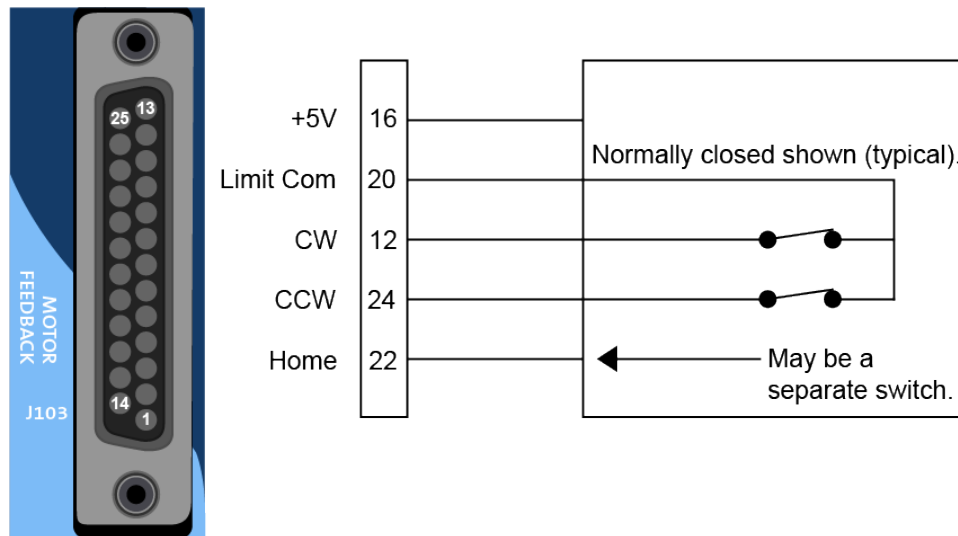 25 13
14 1
MOTOR
FEEDBACK
J103
+5V 16
Limit Com 20
CW 12
CCW 24
Home 22
Normally closed shown (typical).
May be a
separate switch.